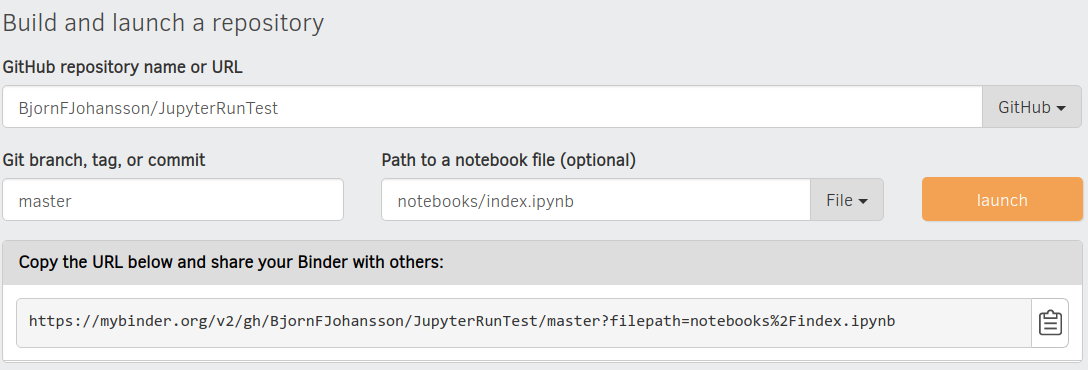 Build and launch a repository
GitHub repository name or URL
BjornFJohansson/JupyterRunTest
GitHub
Git branch, tag, or commit
Path to a notebook file (optional)
master
notebooks/index.ipynb
File
launch
Copy the URL below and share your Binder with others:
https://mybinder.org/v2/gh/BjornFJohansson/JupyterRunTest/master?filepath=notebooks%2Findex.ipynb